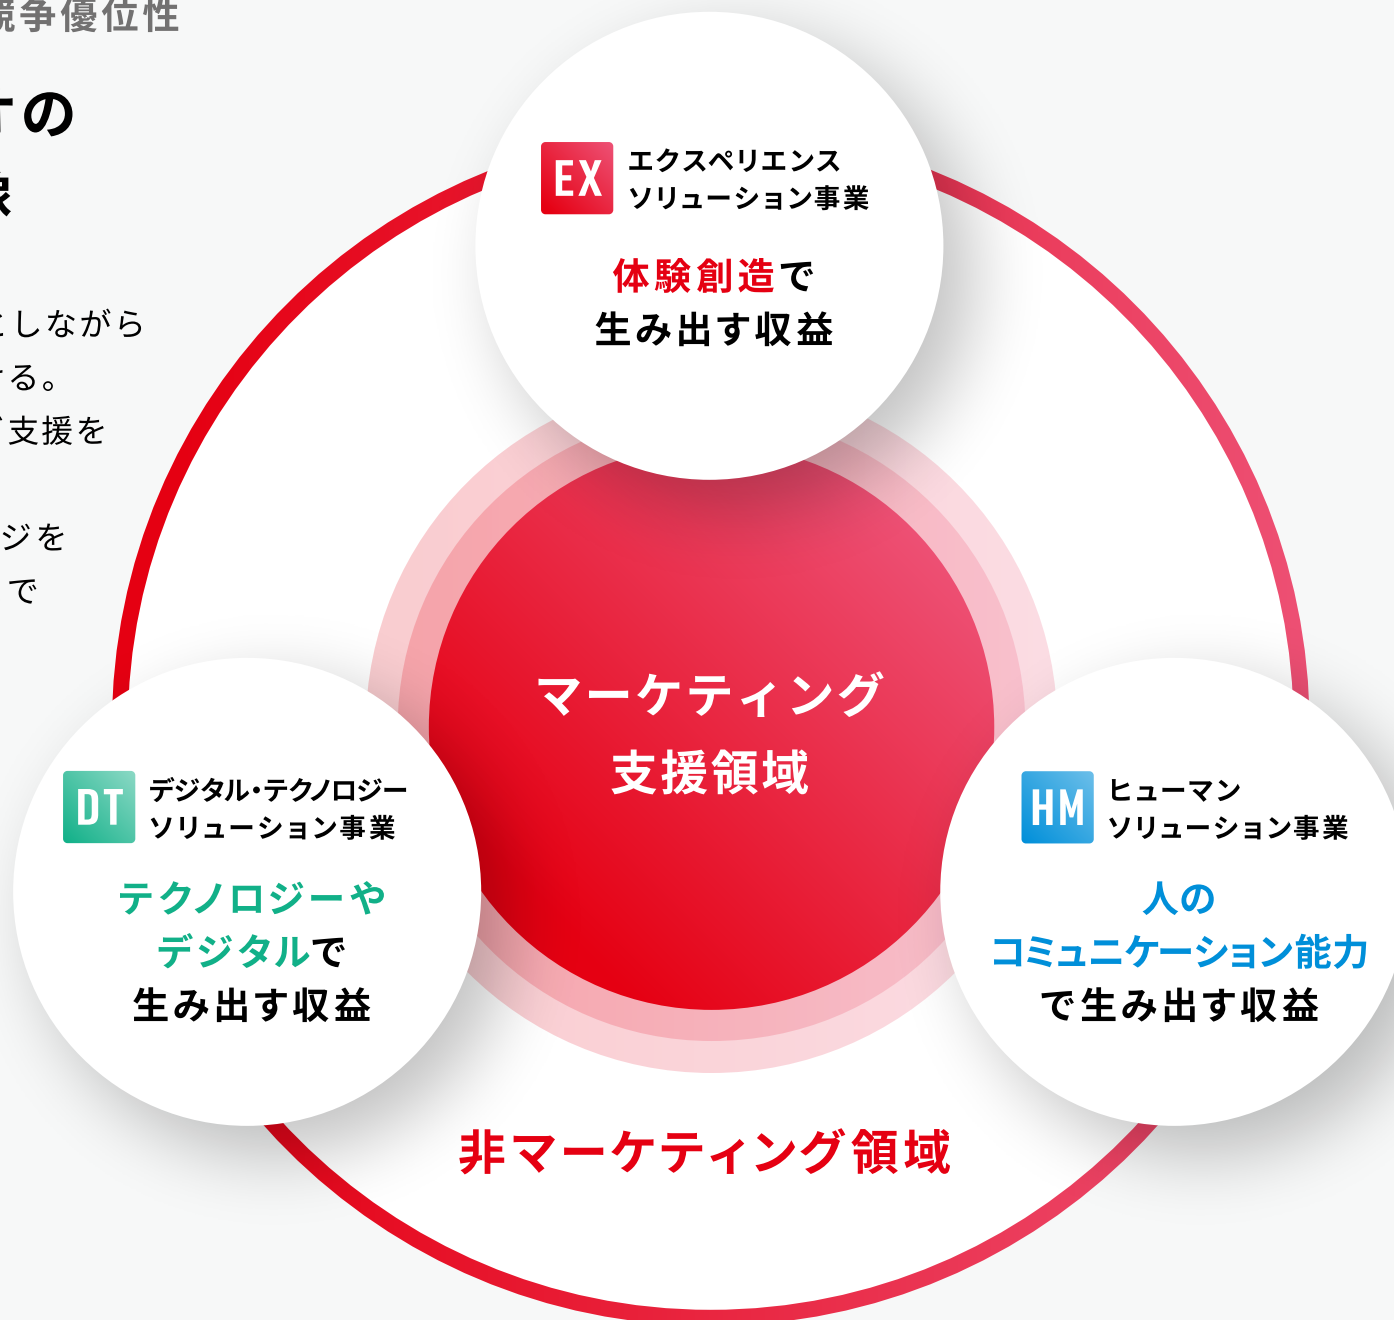 競争優位性
すの
としながら
ける。
支援を
ジを
で
EX
エクスペリエンス
ソリューション事業
体験創造で
生み出す収益
マーケティング
支援領域
DT
デジタル・テクノロジー
ソリューション事業
テクノロジーや
デジタルで
生み出す収益
HM
ヒューマン
ソリューション事業
人の
コミュニケーション能力
で生み出す収益
非マーケティング領域